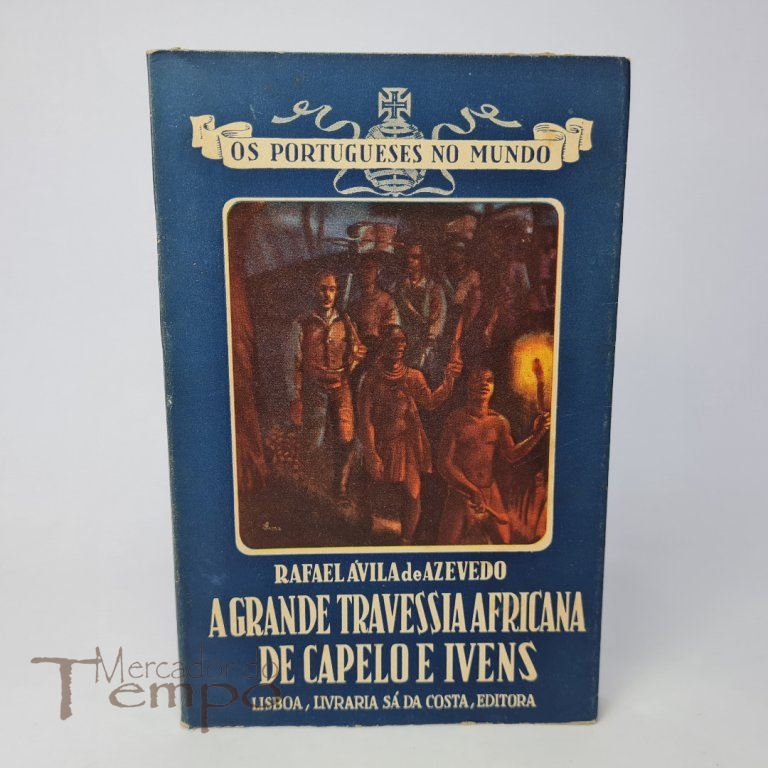 OS PORTUGUESES NO MUNDO
RAFAEL ÁVILA de AZEVEDO
A GRANDE TRAVESSIA AFRICANA
DE CAPELO E IVENS
LISBOA, LIVRARIA SÁ DA COSTA, EDITORA
Mercador do
Tempo